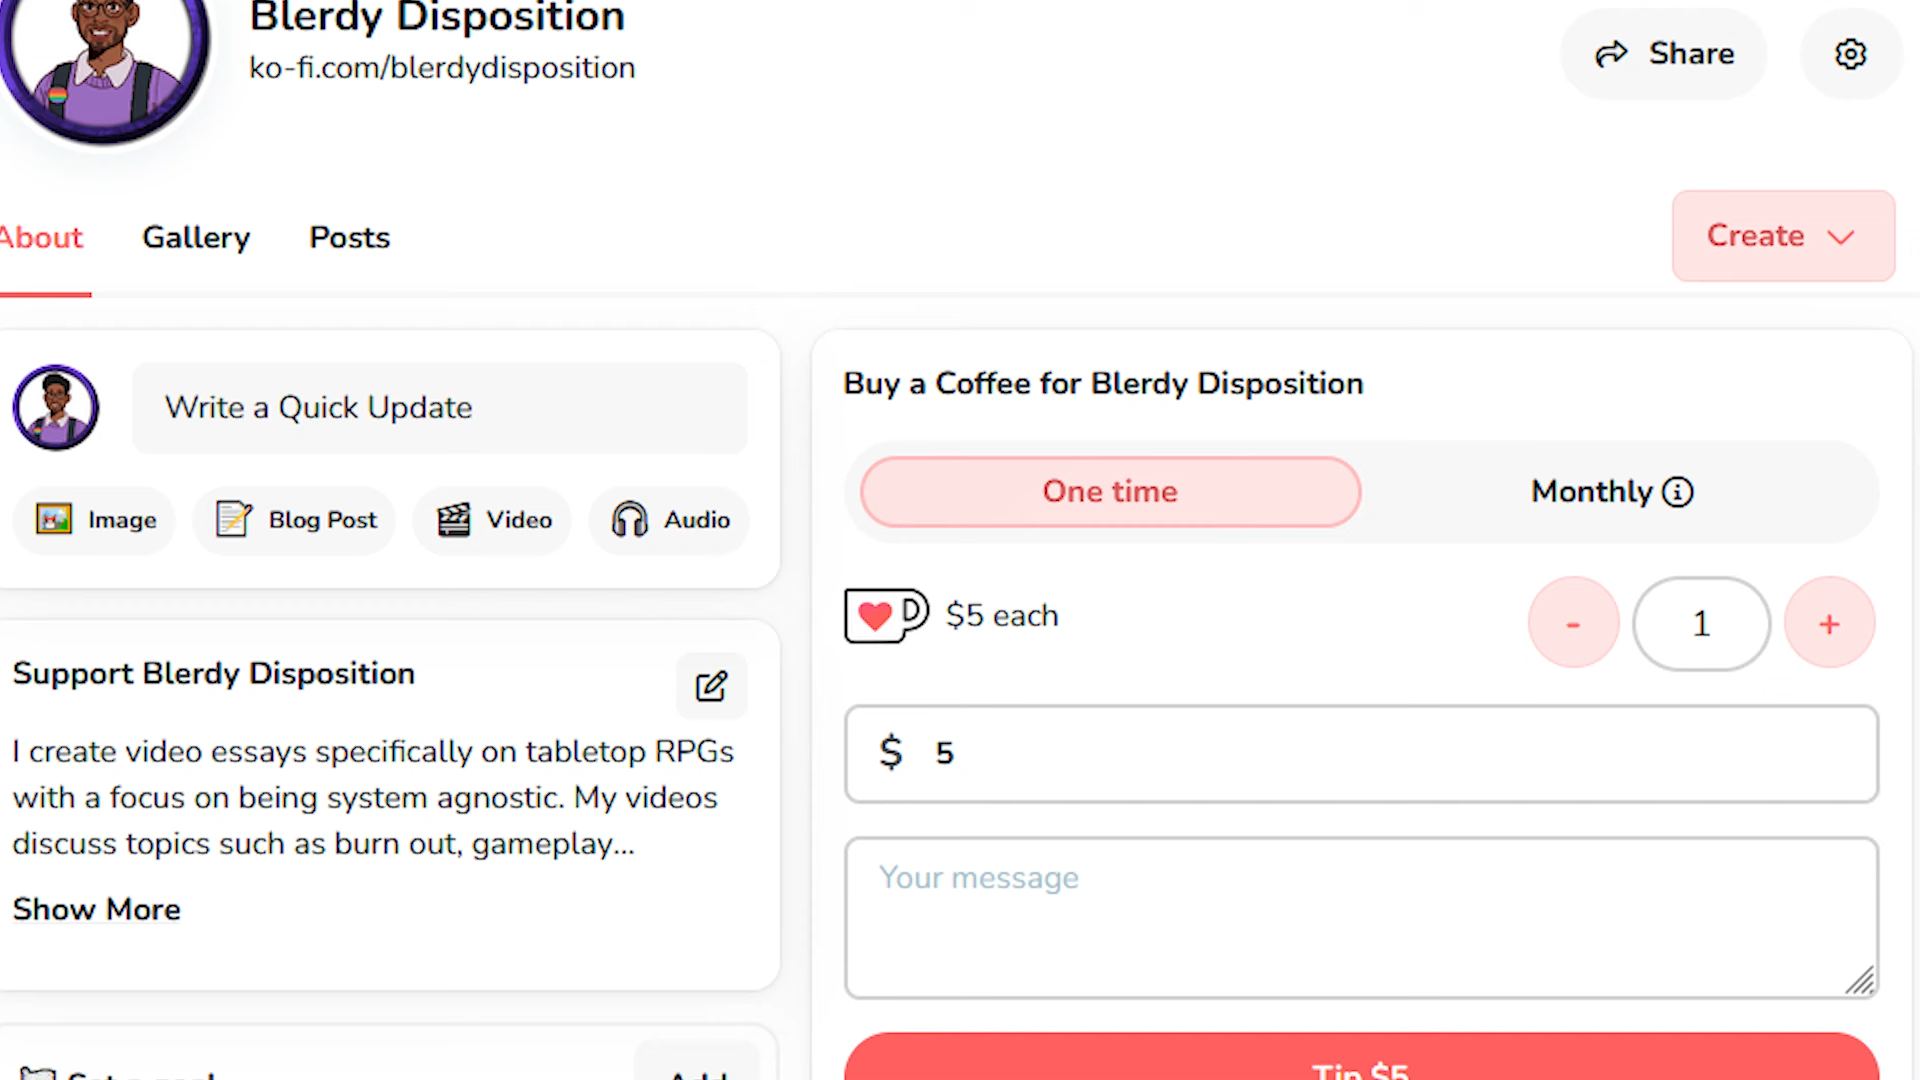 Blerdy Disposition
ko-fi.com/blerdydisposition
Share
About
Gallery
Posts
Create
Write a Quick Update
Image
Blog Post
Video
Audio
Support Blerdy Disposition
I create video essays specifically on tabletop RPGs
with a focus on being system agnostic. My videos
discuss topics such as burn out, gameplay...
Show More
Set a goal
Add
Buy a Coffee for Blerdy Disposition
One time
Monthly
$5 each
-
1
+
$ 5
Your message
Tip $5